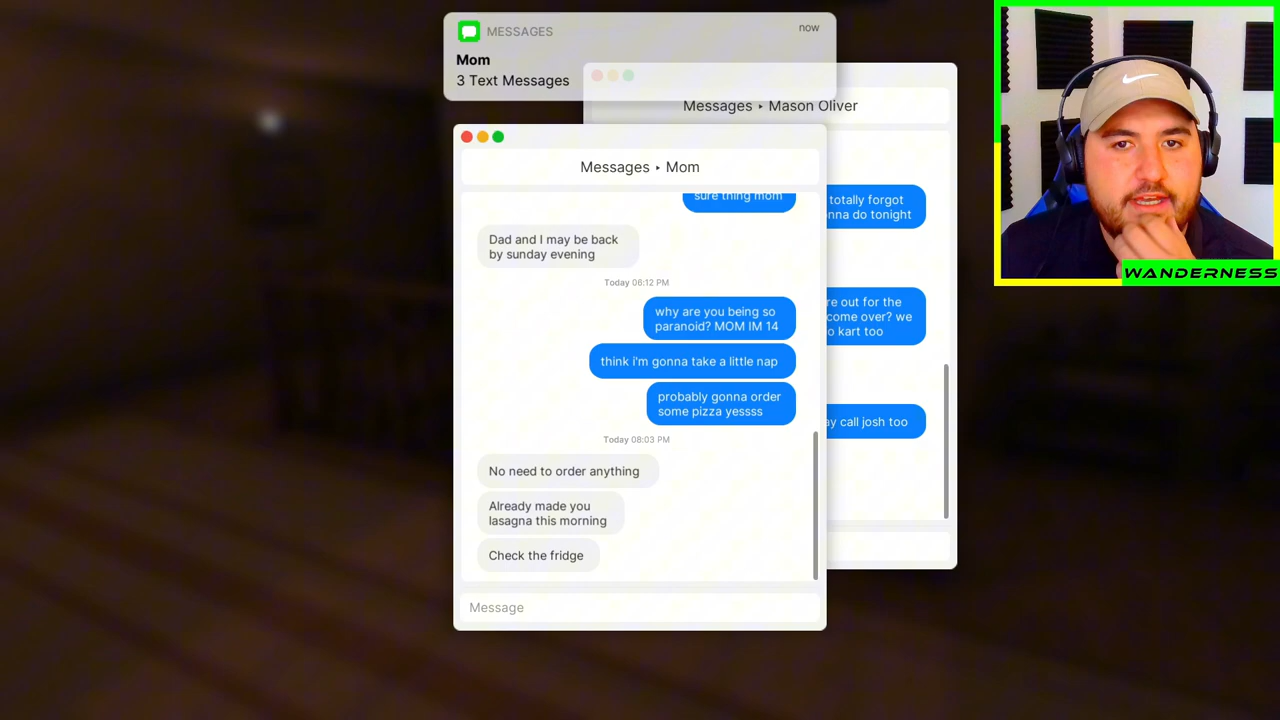 MESSAGES
now
Mom
3 Text Messages
Messages ‣ Mason Oliver
Messages ‣ Mom
sure thing mom
totally forgot
do tonight
Dad and I may be back
by sunday evening
Today 06:12 PM
why are you being so
paranoid? MOM IM 14
out for the
come over? we
kart too
think i'm gonna take a little nap
probably gonna order
some pizza yessss
call josh too
Today 08:03 PM
No need to order anything
Already made you
lasagna this morning
Check the fridge
Message
WANDERNESS